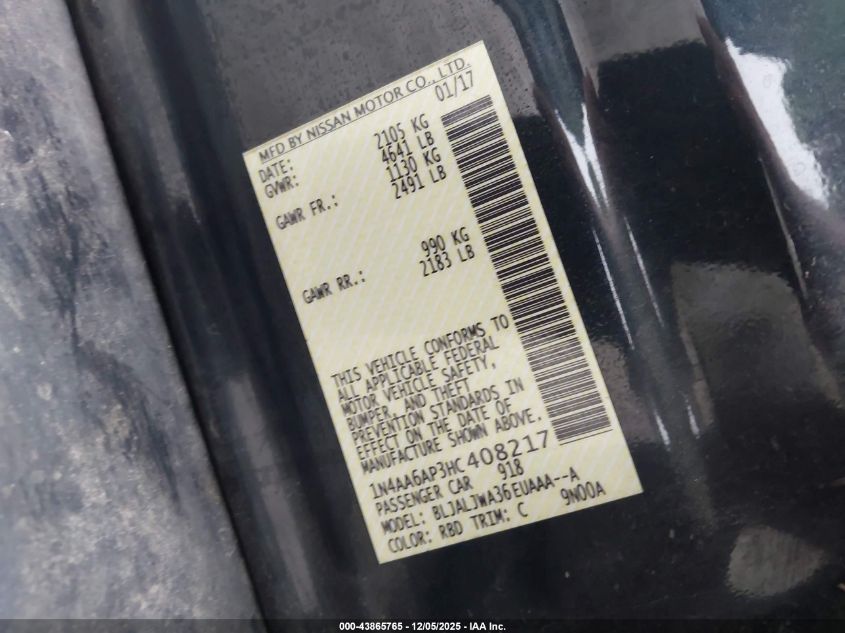 MFD BY NISSAN MOTOR CO., LTD.
DATE: 01/17
GVWR: 2105 KG
4641 LB
GAWR FR.: 1130 KG
2491 LB
GAWR RR.: 990 KG
2183 LB
THIS VEHICLE CONFORMS TO
ALL APPLICABLE FEDERAL
MOTOR VEHICLE SAFETY,
BUMPER, AND THEFT
PREVENTION STANDARDS IN
EFFECT ON THE DATE OF
MANUFACTURE SHOWN ABOVE.
1N4AA6AP3HC408217
PASSENGER CAR 918
MODEL: BLJALJWA36EUAAA--A
COLOR: RBD TRIM: C 9N00A
000-43865765 - 12/05/2025 - IAA Inc.